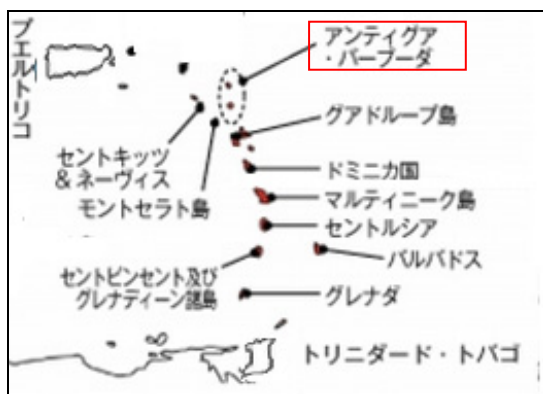 プエルトリコ
アンティグア
・バーブーダ
グアドループ島
セントキッツ
&ネーヴィス
モントセラト島
ドミニカ国
マルティニーク島
セントルシア
バルバドス
セントビンセント及び
グレナディーン諸島
グレナダ
トリニダード・トバゴ